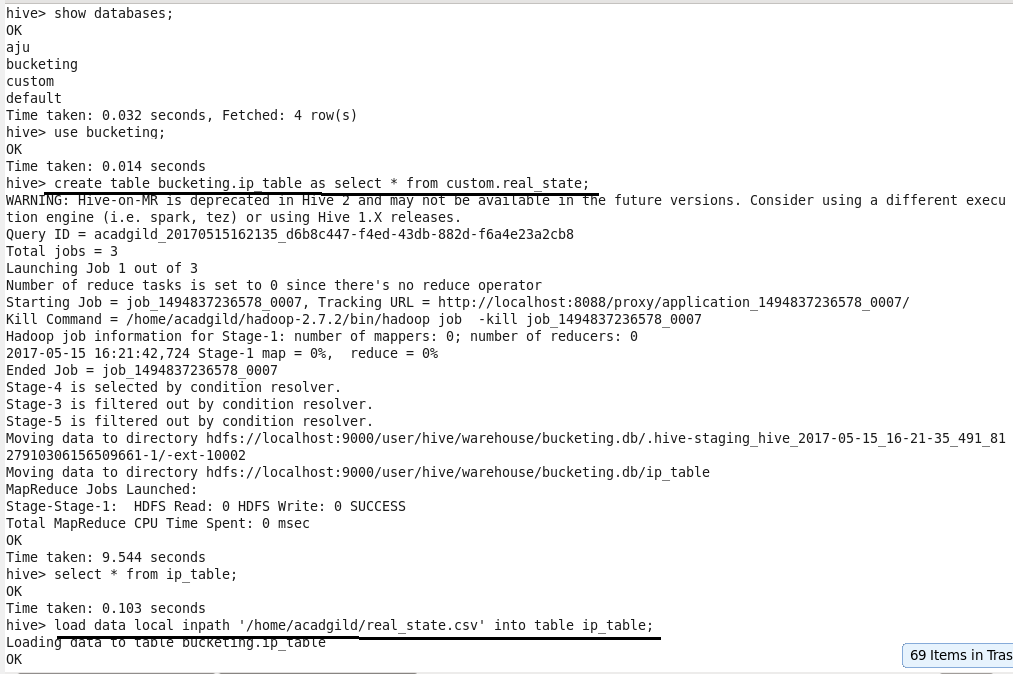 hive> show databases;
OK
aju
bucketing
custom
default
Time taken: 0.032 seconds, Fetched: 4 row(s)
hive> use bucketing;
OK
Time taken: 0.014 seconds
hive> create table bucketing.ip_table as select * from custom.real_state;
WARNING: Hive-on-MR is deprecated in Hive 2 and may not be available in the future versions. Consider using a different execu
tion engine (i.e. spark, tez) or using Hive 1.X releases.
Query ID = acadgild_20170515162135_d6b8c447-f4ed-43db-882d-f6a4e23a2cb8
Total jobs = 3
Launching Job 1 out of 3
Number of reduce tasks is set to 0 since there's no reduce operator
Starting Job = job_1494837236578_0007, Tracking URL = http://localhost:8088/proxy/application_1494837236578_0007/
Kill Command = /home/acadgild/hadoop-2.7.2/bin/hadoop job  -kill job_1494837236578_0007
Hadoop job information for Stage-1: number of mappers: 0; number of reducers: 0
2017-05-15 16:21:42,724 Stage-1 map = 0%,  reduce = 0%
Ended Job = job_1494837236578_0007
Stage-4 is selected by condition resolver.
Stage-3 is filtered out by condition resolver.
Stage-5 is filtered out by condition resolver.
Moving data to directory hdfs://localhost:9000/user/hive/warehouse/bucketing.db/.hive-staging_hive_2017-05-15_16-21-35_491_81
27910306156509661-1/-ext-10002
Moving data to directory hdfs://localhost:9000/user/hive/warehouse/bucketing.db/ip_table
MapReduce Jobs Launched:
Stage-Stage-1:  HDFS Read: 0 HDFS Write: 0 SUCCESS
Total MapReduce CPU Time Spent: 0 msec
OK
Time taken: 9.544 seconds
hive> select * from ip_table;
OK
Time taken: 0.103 seconds
hive> load data local inpath '/home/acadgild/real_state.csv' into table ip_table;
Loading data to table bucketing.ip_table
OK
69 Items in Tras